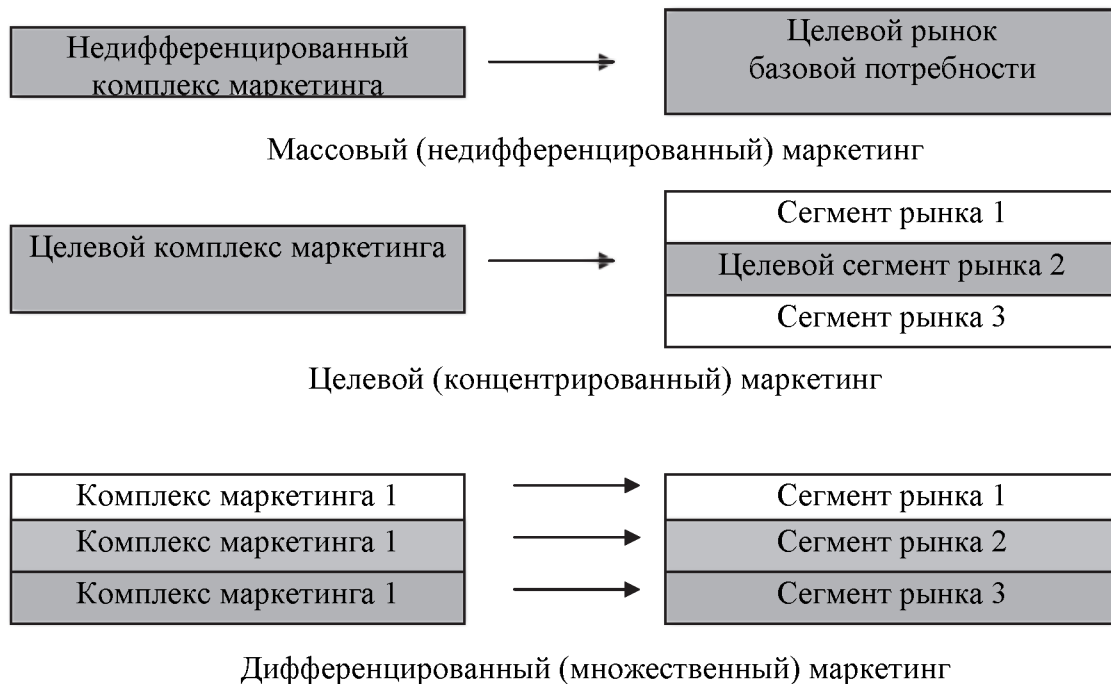 Недифференцированный
комплекс маркетинга
Целевой рынок
базовой потребности
Массовый (недифференцированный) маркетинг
Целевой комплекс маркетинга
Сегмент рынка 1
Целевой сегмент рынка 2
Сегмент рынка 3
Целевой (концентрированный) маркетинг
Комплекс маркетинга 1
Сегмент рынка 1
Комплекс маркетинга 1
Сегмент рынка 2
Комплекс маркетинга 1
Сегмент рынка 3
Дифференцированный (множественный) маркетинг